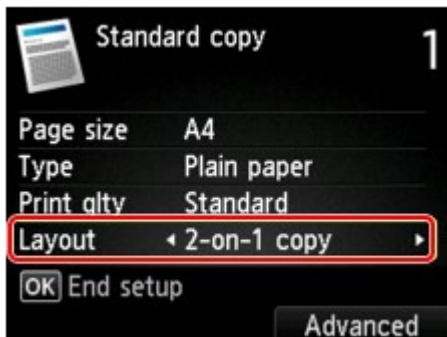 Standard copy
1
Page size A4
Type Plain paper
Print qlty Standard
Layout 2-on-1 copy
OK End setup
Advanced